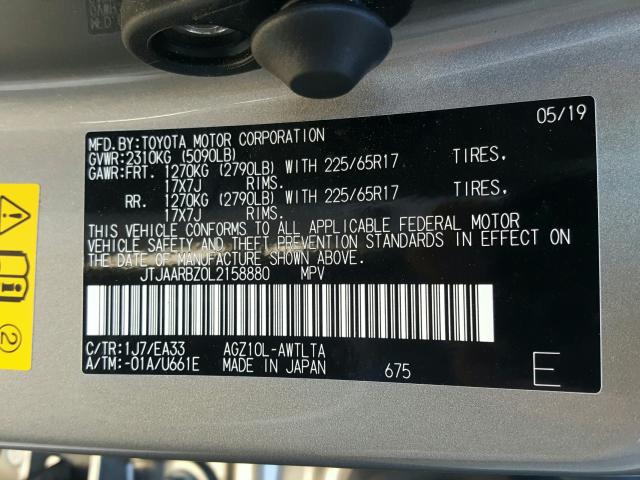 MFD.BY:TOYOTA MOTOR CORPORATION 05/19
GVWR:2310KG (5090LB)
GAWR:FRT. 1270KG (2790LB) WITH 225/65R17 TIRES,
17X7J RIMS.
RR. 1270KG (2790LB) WITH 225/65R17 TIRES,
17X7J RIMS.
THIS VEHICLE CONFORMS TO ALL APPLICABLE FEDERAL MOTOR
VEHICLE SAFETY AND THEFT PREVENTION STANDARDS IN EFFECT ON
THE DATE OF MANUFACTURE SHOWN ABOVE.
JTJAARBZ0L2158880 MPV
C/TR:1J7/EA33 AGZ10L-AWTLTA
A/TM:-01A/U661E MADE IN JAPAN 675 E
2